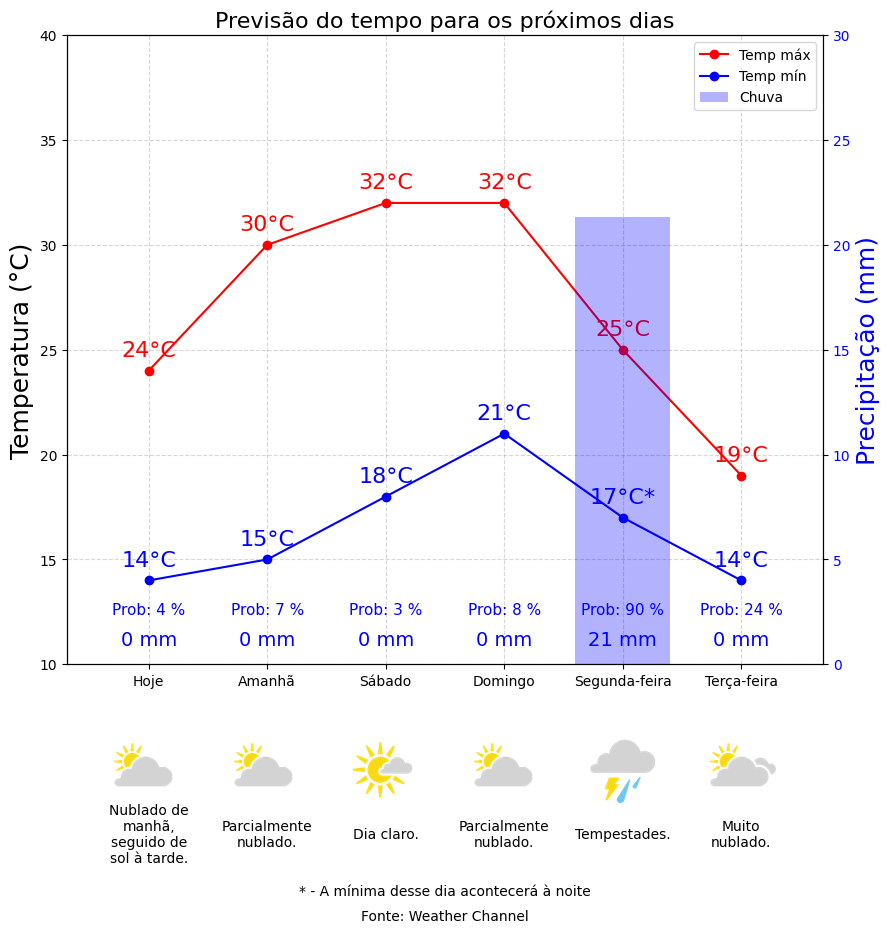 Previsão do tempo para os próximos dias
40
35
30
25
20
15
10
Temperatura (°C)
30
25
20
15
10
5
0
Precipitação (mm)
Temp máx
Temp mín
Chuva
24°C
30°C
32°C
32°C
25°C
19°C
14°C
15°C
18°C
21°C
17°C*
14°C
Prob: 4 %
Prob: 7 %
Prob: 3 %
Prob: 8 %
Prob: 90 %
Prob: 24 %
0 mm
0 mm
0 mm
0 mm
21 mm
0 mm
Hoje
Amanhã
Sábado
Domingo
Segunda-feira
Terça-feira
Nublado de
manhã,
seguido de
sol à tarde.
Parcialmente
nublado.
Dia claro.
Parcialmente
nublado.
Tempestades.
Muito
nublado.
* - A mínima desse dia acontecerá à noite
Fonte: Weather Channel